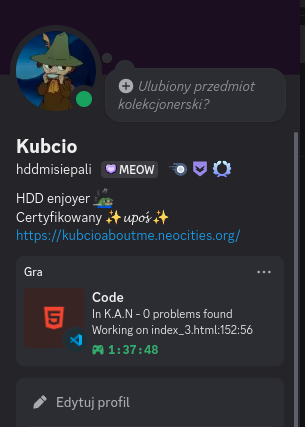 Ulubiony przedmiot
kolekcjonerski?
Kubcio
hddmisiepali MEOW
HDD enjoyer
Certyfikowany ✨𝓊𝓅𝑜ś✨
https://kubcioaboutme.neocities.org/
Gra
Code
In K.A.N - 0 problems found
Working on index_3.html:152:56
1:37:48
Edytuj profil